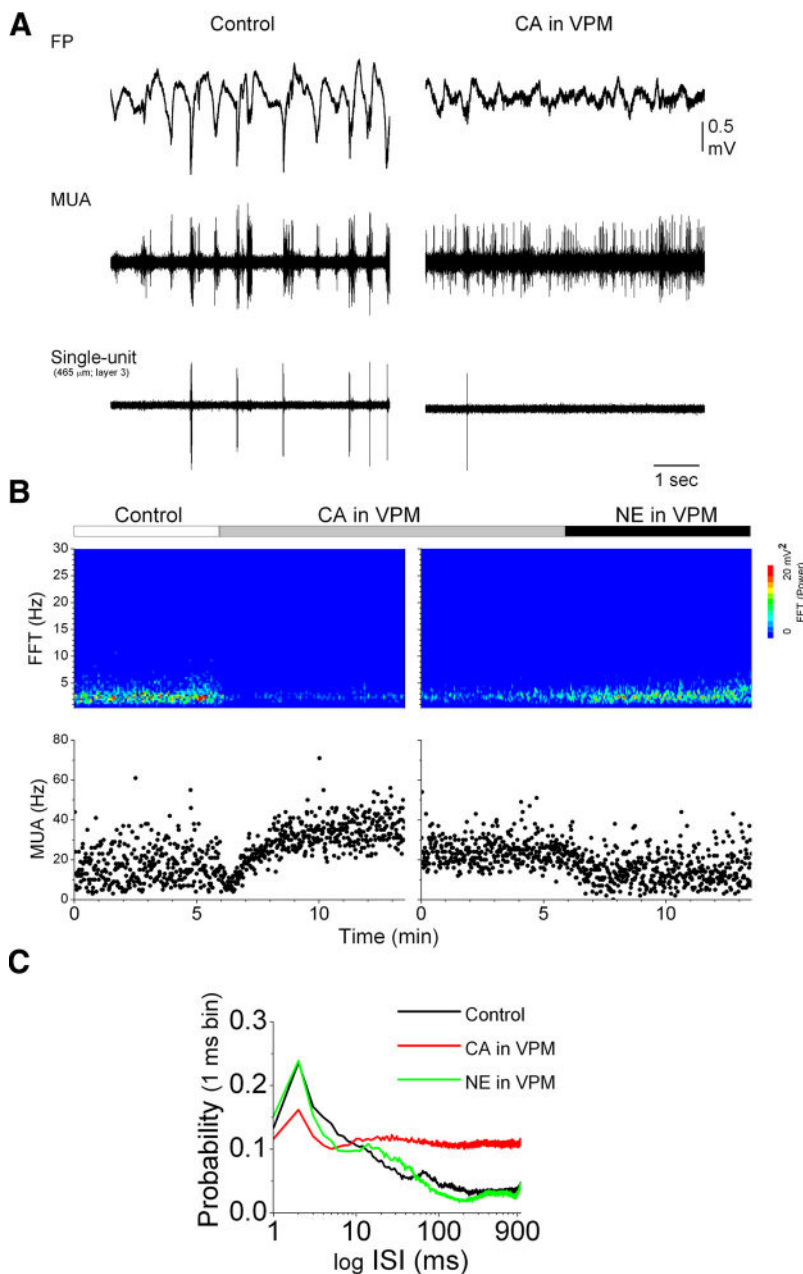 A
Control
CA in VPM
FP
0.5
mV
MUA
Single-unit
(465 μm; layer 3)
1 sec
B
Control
CA in VPM
NE in VPM
FFT (Hz)
30
25
20
15
10
5
20 mV²
0
FFT (Power)
MUA (Hz)
80
60
40
20
0
0
5
10
0
5
10
Time (min)
C
Probability (1 ms bin)
0.3
0.2
0.1
0.0
Control
CA in VPM
NE in VPM
1
10
100
900
log ISI (ms)